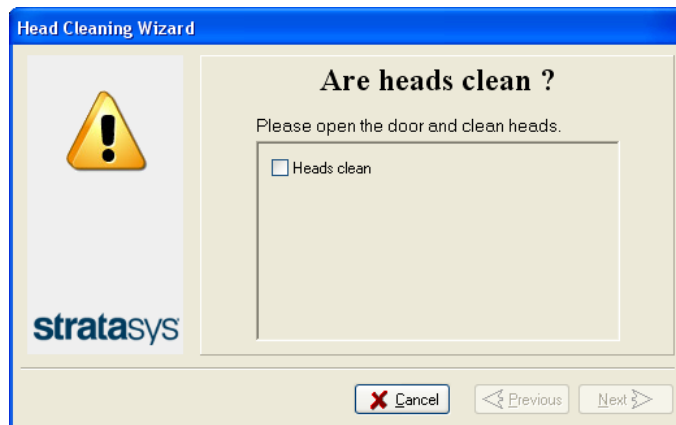 Head Cleaning Wizard
Are heads clean ?
Please open the door and clean heads.
Heads clean
stratasys
Cancel
Previous
Next